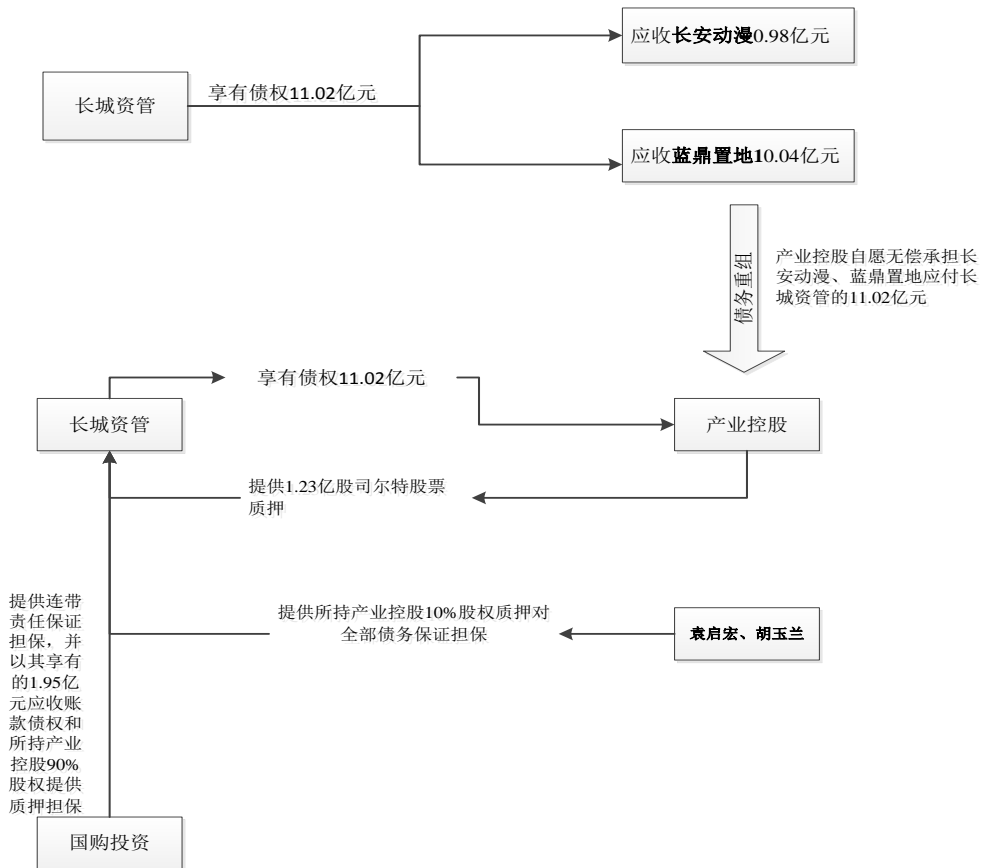 应收长安动漫0.98亿元
长城资管
享有债权11.02亿元
应收蓝鼎置地10.04亿元
债务重组
产业控股自愿无偿承担长
安动漫、蓝鼎置地应付长
城资管的11.02亿元
享有债权11.02亿元
长城资管
产业控股
提供1.23亿股司尔特股票
质押
提供所持产业控股10%股权质押对
全部债务保证担保
袁启宏、胡玉兰
提供连带
责任保证
担保，并
以其享有
的1.95亿
元应收账
款债权和
所持产业
控股90%
股权提供
质押担保
国购投资